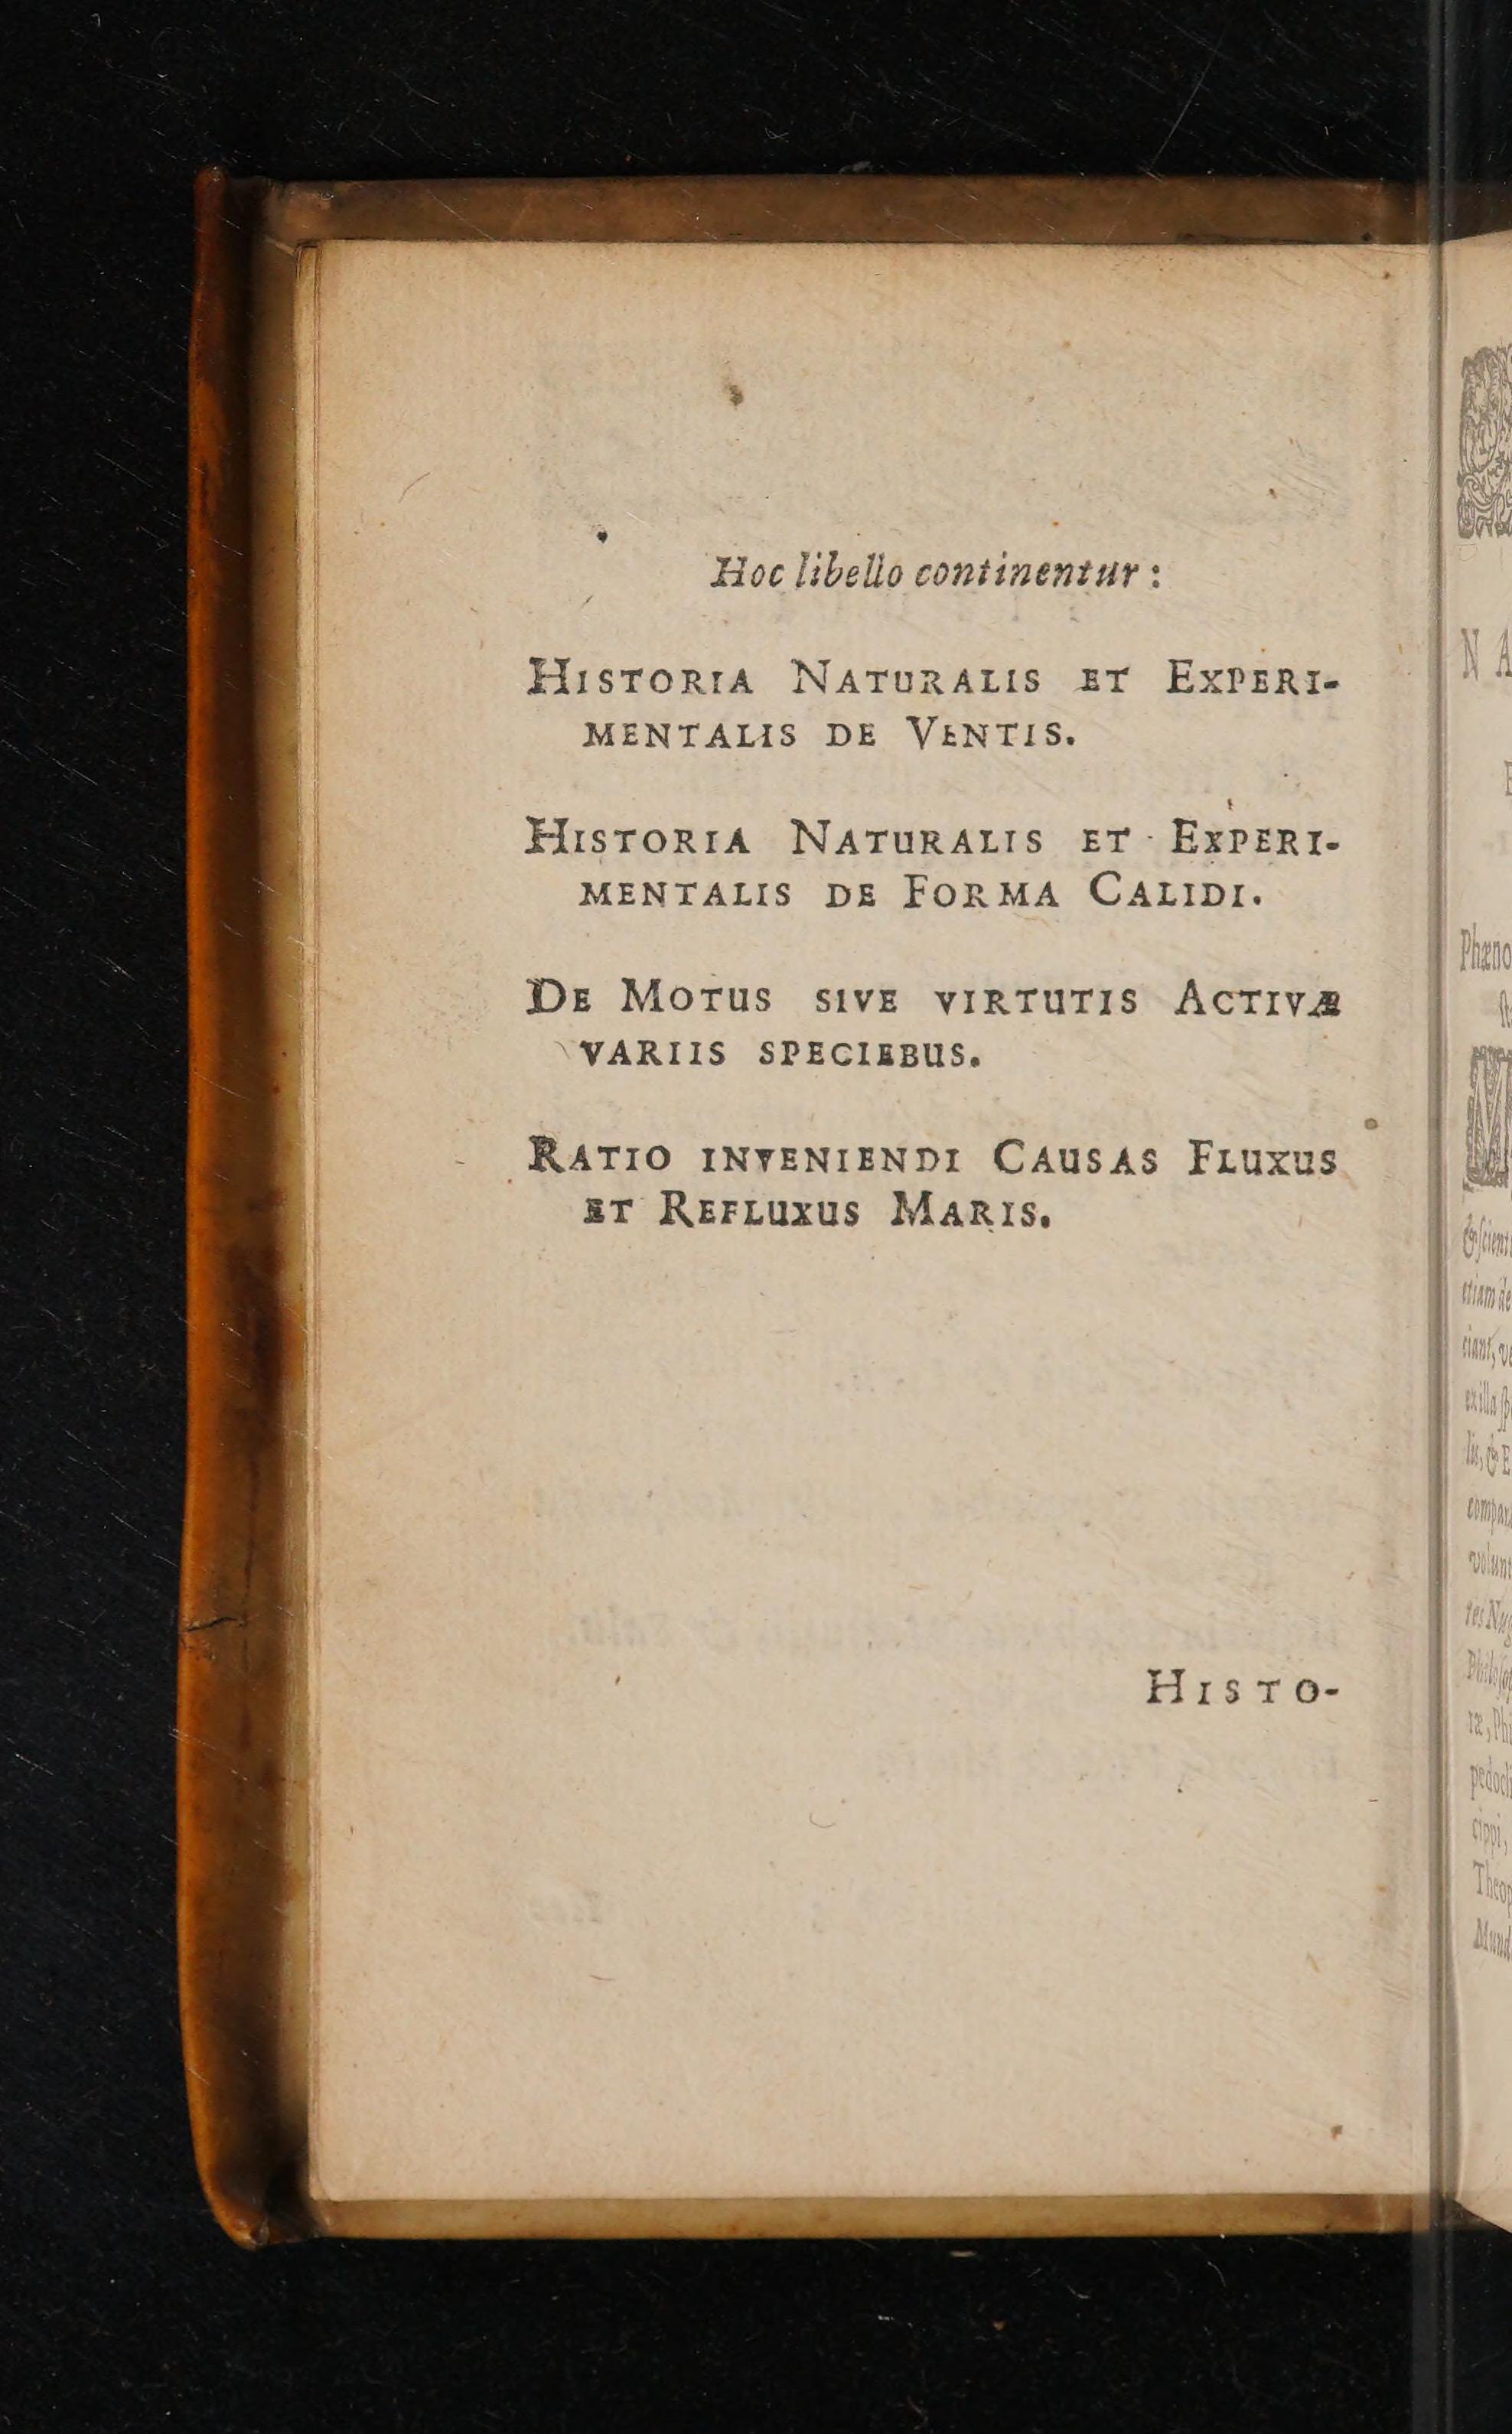 Hoc libello continentur :
HISTORIA NATURALIS ET EXPERI-
MENTALIS DE VENTIS.
HISTORIA NATURALIS ET EXPERI-
MENTALIS DE FORMA CALIDI.
DE MOTUS SIVE VIRTUTIS ACTIVÆ
VARIIS SPECIEBUS.
RATIO INVENIENDI CAUSAS FLUXUS
ET REFLUXUS MARIS.
HISTO-